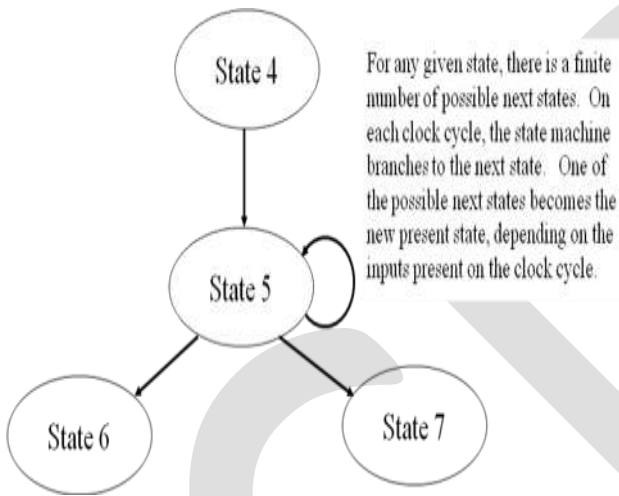 State 4
For any given state, there is a finite
number of possible next states. On
each clock cycle, the state machine
branches to the next state. One of
the possible next states becomes the
new present state, depending on the
inputs present on the clock cycle.
State 5
State 6
State 7